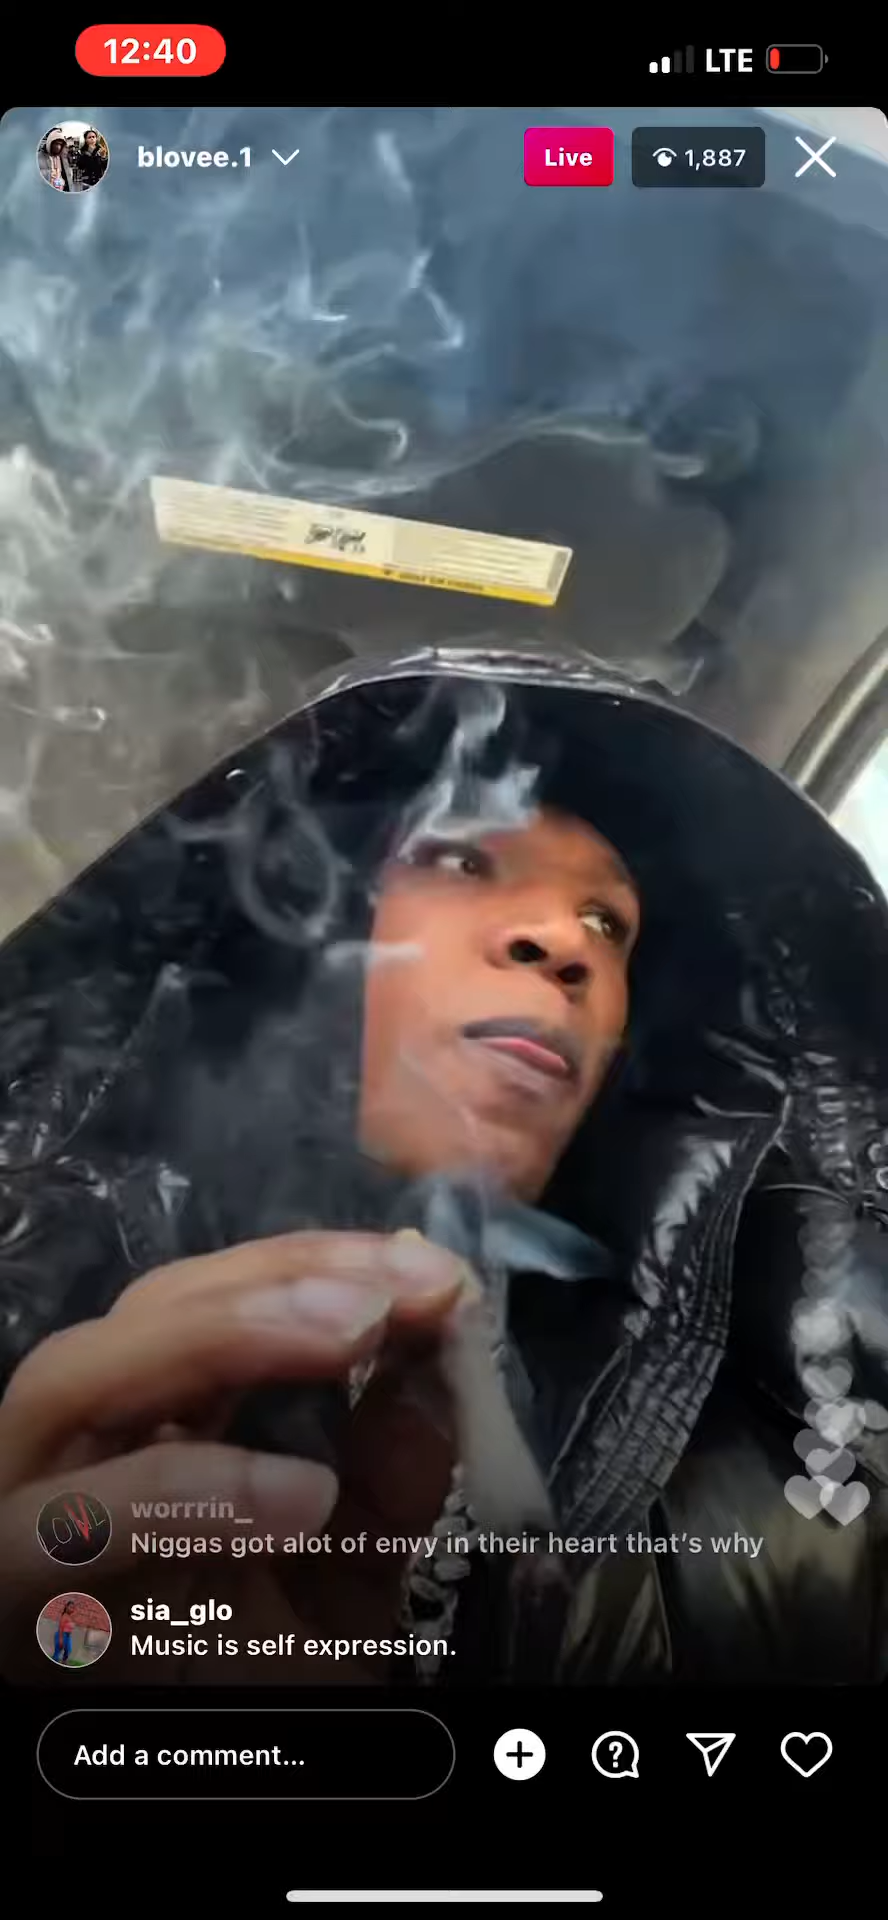 12:40
LTE
blovee.1
Live
1,887
worrrin_
Niggas got alot of envy in their heart that's why
sia_glo
Music is self expression.
Add a comment...